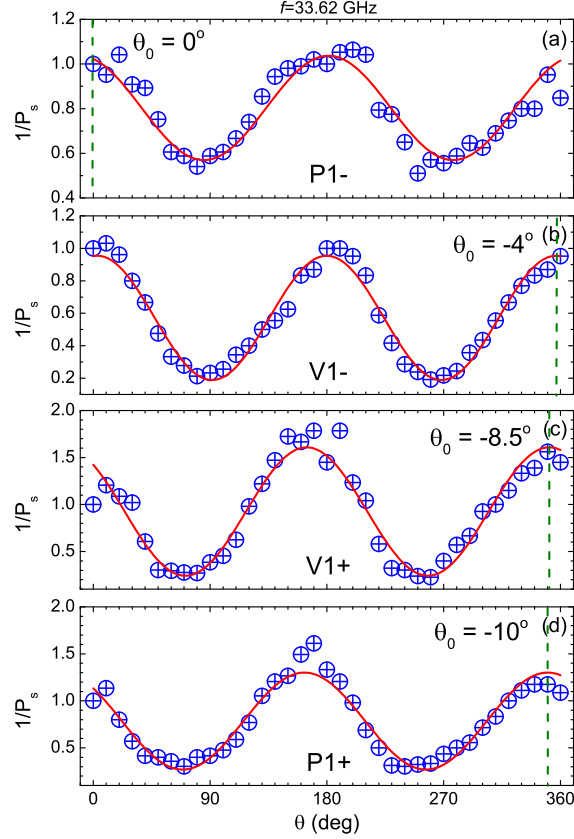 f=33.62 GHz
1.2
1.0
0.8
0.6
0.4
1/Ps
θ0 = 0°
(a)
P1-
1.2
1.0
0.8
0.6
0.4
0.2
1/Ps
θ0 = -4°
(b)
V1-
2.0
1.5
1.0
0.5
1/Ps
θ0 = -8.5°
(c)
V1+
2.0
1.5
1.0
0.5
1/Ps
θ0 = -10°
(d)
P1+
0 90 180 270 360
θ (deg)